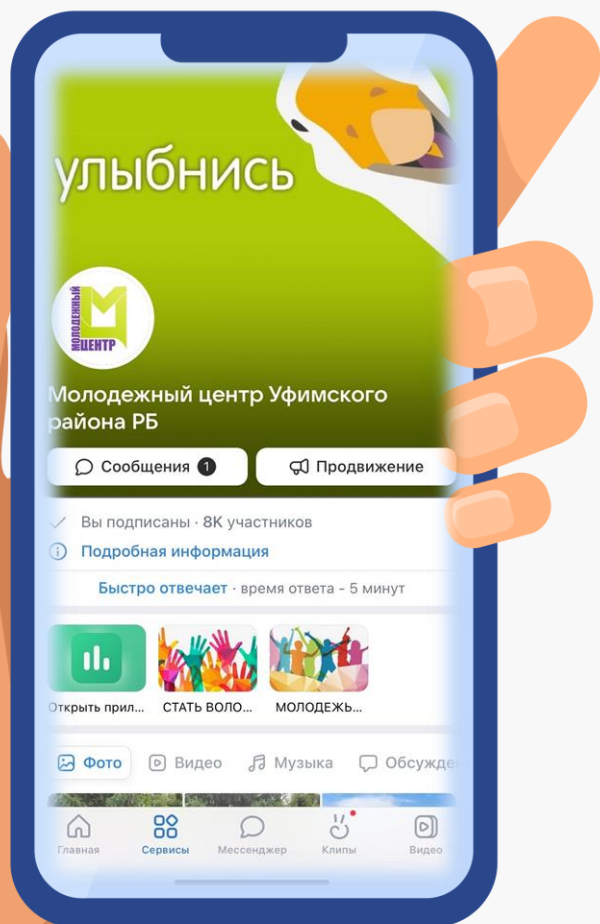 улыбнись
МОЛОДЕЖНЫЙ
ЦЕНТР
Молодежный центр Уфимского
района РБ
Сообщения 1
Продвижение
Вы подписаны · 8K участников
Подробная информация
Быстро отвечает · время ответа - 5 минут
Открыть прил...
СТАТЬ ВОЛО...
МОЛОДЕЖЬ...
Фото
Видео
Музыка
Обсужде
Главная
Сервисы
Мессенджер
Клипы
Видео